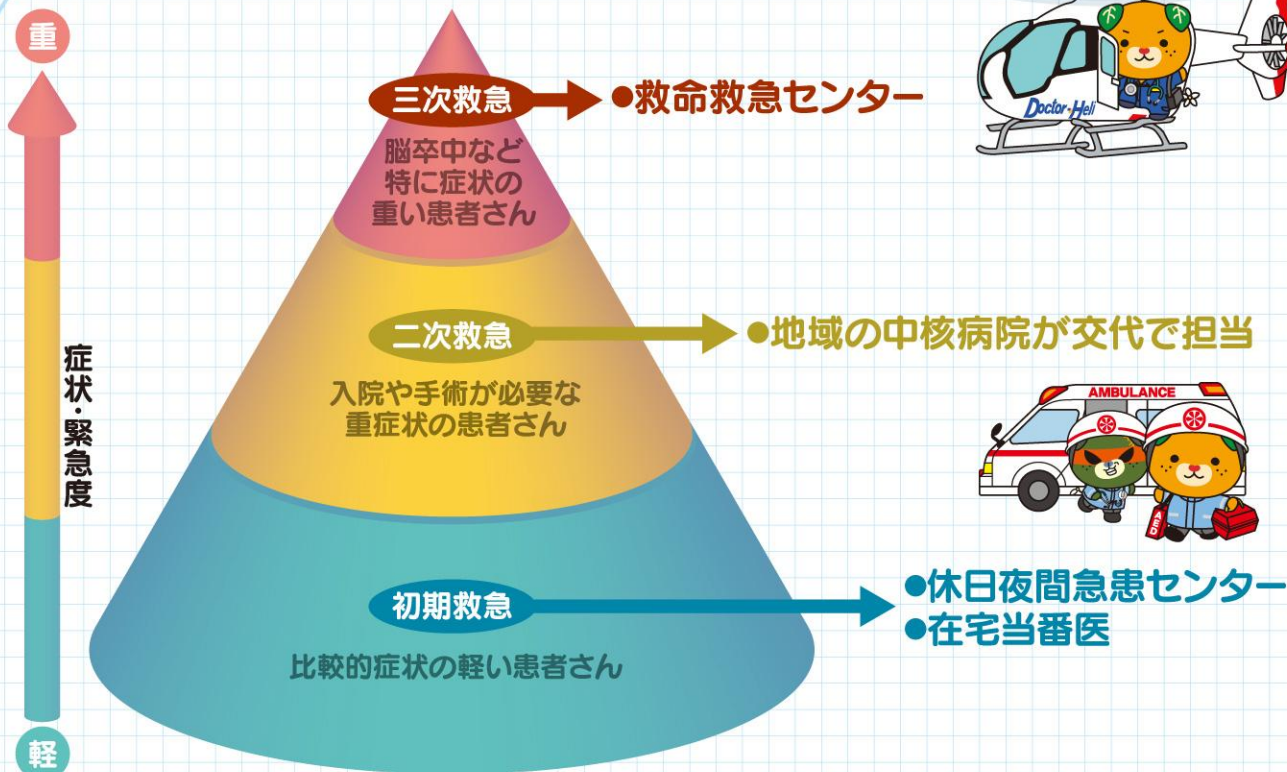 重
三次救急
●救命救急センター
Doctor-Heli
脳卒中など
特に症状の
重い患者さん
二次救急
●地域の中核病院が交代で担当
入院や手術が必要な
重症状の患者さん
症状・緊急度
AMBULANCE
AED
初期救急
●休日夜間急患センター
●在宅当番医
比較的症状の軽い患者さん
軽